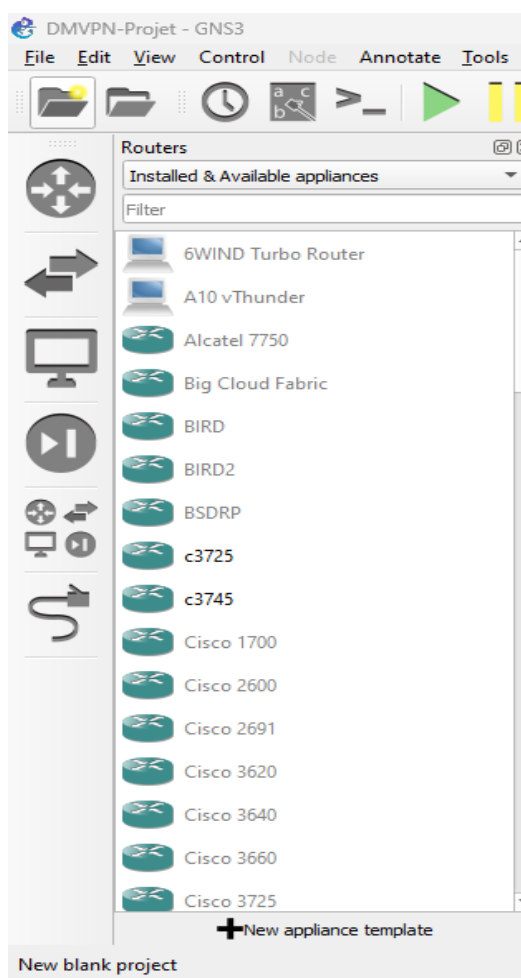 DMVPN-Projet - GNS3
File Edit View Control Node Annotate Tools
Routers
Installed & Available appliances
Filter
6WIND Turbo Router
A10 vThunder
Alcatel 7750
Big Cloud Fabric
BIRD
BIRD2
BSDRP
c3725
c3745
Cisco 1700
Cisco 2600
Cisco 2691
Cisco 3620
Cisco 3640
Cisco 3660
Cisco 3725
New appliance template
New blank project